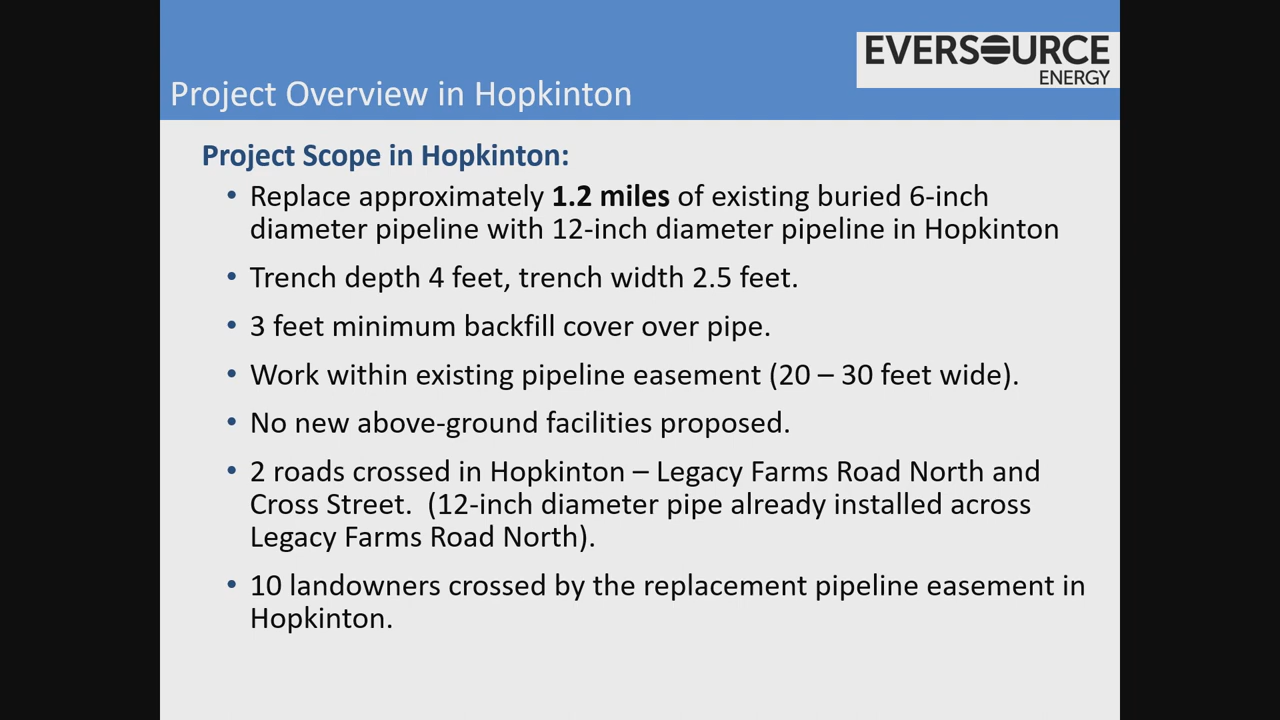 EVERSOURCE
ENERGY
Project Overview in Hopkinton
Project Scope in Hopkinton:
• Replace approximately 1.2 miles of existing buried 6-inch
diameter pipeline with 12-inch diameter pipeline in Hopkinton
• Trench depth 4 feet, trench width 2.5 feet.
• 3 feet minimum backfill cover over pipe.
• Work within existing pipeline easement (20 – 30 feet wide).
• No new above-ground facilities proposed.
• 2 roads crossed in Hopkinton – Legacy Farms Road North and
Cross Street.  (12-inch diameter pipe already installed across
Legacy Farms Road North).
• 10 landowners crossed by the replacement pipeline easement in
Hopkinton.